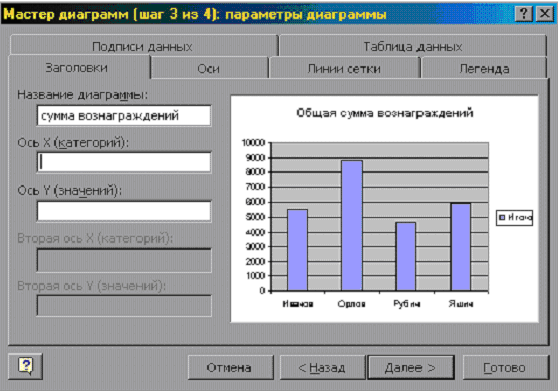 Мастер диаграмм (шаг 3 из 4): параметры диаграммы
Подписи данных
Таблица данных
Заголовки
Оси
Линии сетки
Легенда
Название диаграммы:
сумма вознаграждений
Ось X (категорий):
Ось Y (значений):
Вторая ось X (категорий):
Вторая ось Y (значений):
Общая сумма вознаграждений
10000
9000
8000
7000
6000
5000
4000
3000
2000
1000
0
Иванов Орлов Рубин Яшин
Итого
?
Отмена
< Назад
Далее >
Готово